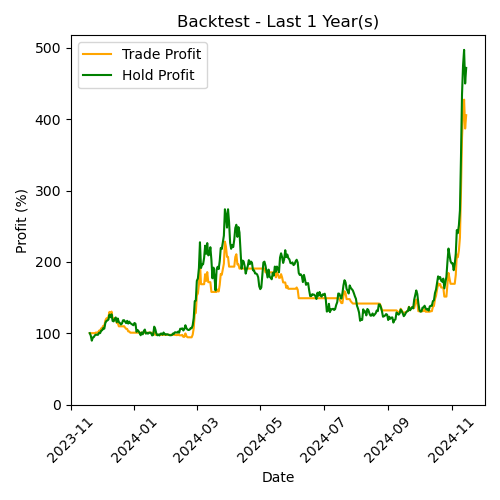 Backtest - Last 1 Year(s)
Trade Profit
Hold Profit
Profit (%)
500
400
300
200
100
0
2023-11
2024-01
2024-03
2024-05
2024-07
2024-09
2024-11
Date